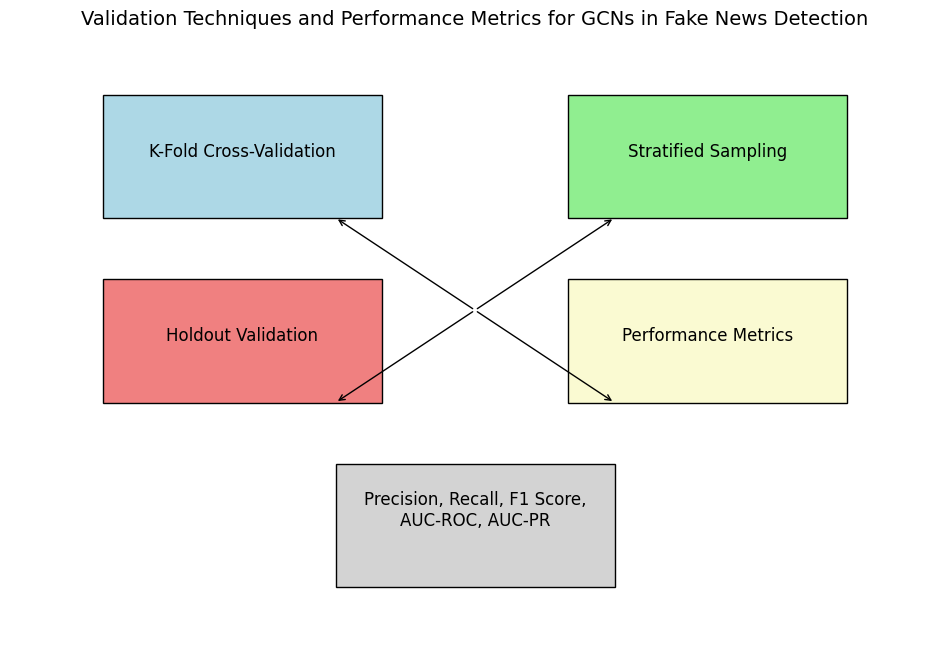 Validation Techniques and Performance Metrics for GCNs in Fake News Detection
K-Fold Cross-Validation
Stratified Sampling
Holdout Validation
Performance Metrics
Precision, Recall, F1 Score,
AUC-ROC, AUC-PR